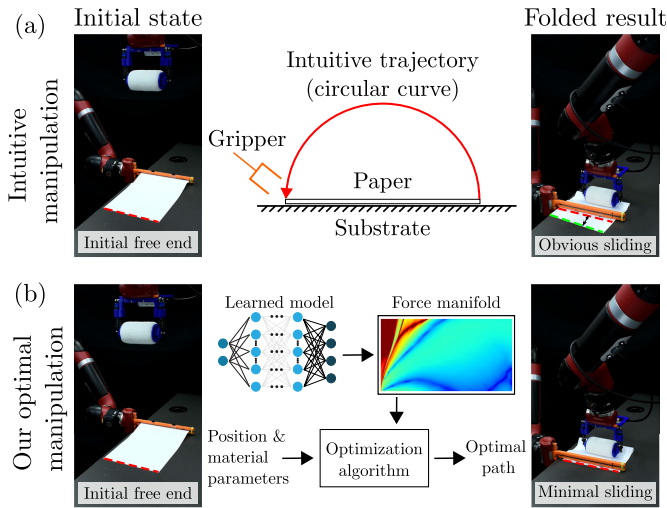 (a)
Initial state
Folded result
Intuitive
manipulation
Intuitive trajectory
(circular curve)
Gripper
Paper
Substrate
Initial free end
Obvious sliding
(b)
Our optimal
manipulation
Learned model
Force manifold
Position &
material
parameters
Optimization
algorithm
Optimal
path
Initial free end
Minimal sliding